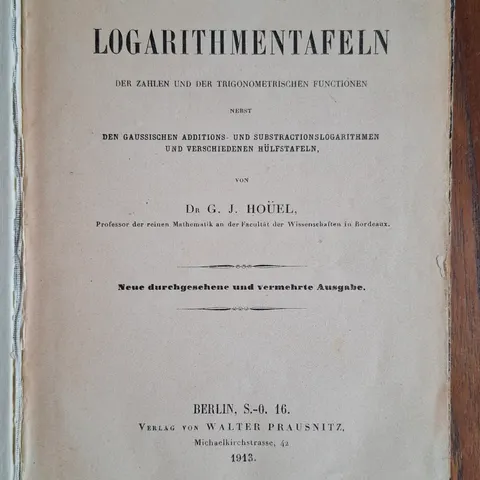 LOGARITHMENTAFELN
DER ZAHLEN UND DER TRIGONOMETRISCHEN FUNCTIONEN
NEBST
DEN GAUSSISCHEN ADDITIONS- UND SUBSTRACTIONSLOGARITHMEN
UND VERSCHIEDENEN HÜLFSTAFELN,
VON
DR G. J. HOÜEL,
Professor der reinen Mathematik an der Facultät der Wissenschaften in Bordeaux.
Neue durchgesehene und vermehrte Ausgabe.
BERLIN, S.-O. 16.
VERLAG VON WALTER PRAUSNITZ,
Michaelkirchstrasse, 42
1913.